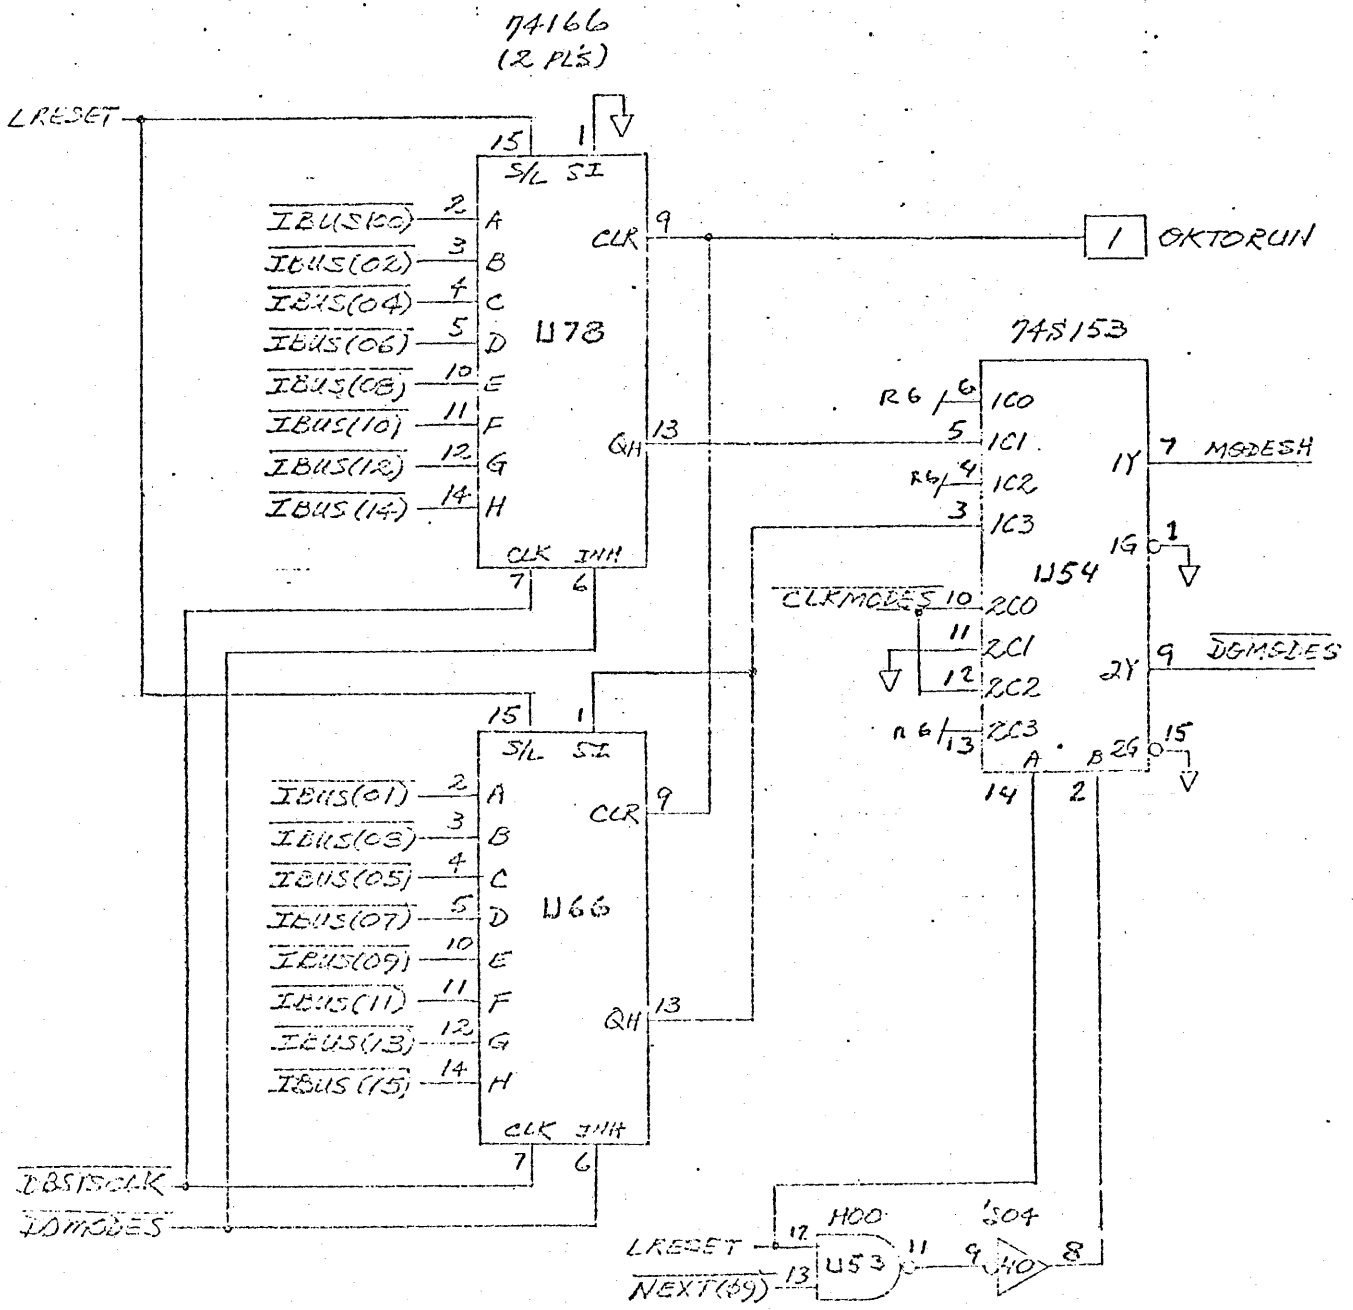 74166
(2 PL'S)
LRESET
15
1
S/L SI
IBUS(00) 2 A
IBUS(02) 3 B
IBUS(04) 4 C
IBUS(06) 5 D
IBUS(08) 10 E
IBUS(10) 11 F
IBUS(12) 12 G
IBUS(14) 14 H
U78
CLR 9
QH 13
CLK INH
7 6
1 OKTORUN
74S153
R6 6 1C0
5 1C1
R6 4 1C2
3 1C3
CLKMODES 10 2C0
11 2C1
12 2C2
R6 13 2C3
U54
1Y 7 MODESH
1G 1
2Y 9 DOMODES
2G 15
A B
14 2
15
1
S/L SI
IBUS(01) 2 A
IBUS(03) 3 B
IBUS(05) 4 C
IBUS(07) 5 D
IBUS(09) 10 E
IBUS(11) 11 F
IBUS(13) 12 G
IBUS(15) 14 H
U66
CLR 9
QH 13
CLK INH
7 6
LRESET 12
NEXT(09) 13
H00
U53
11
'S04
9 40 8